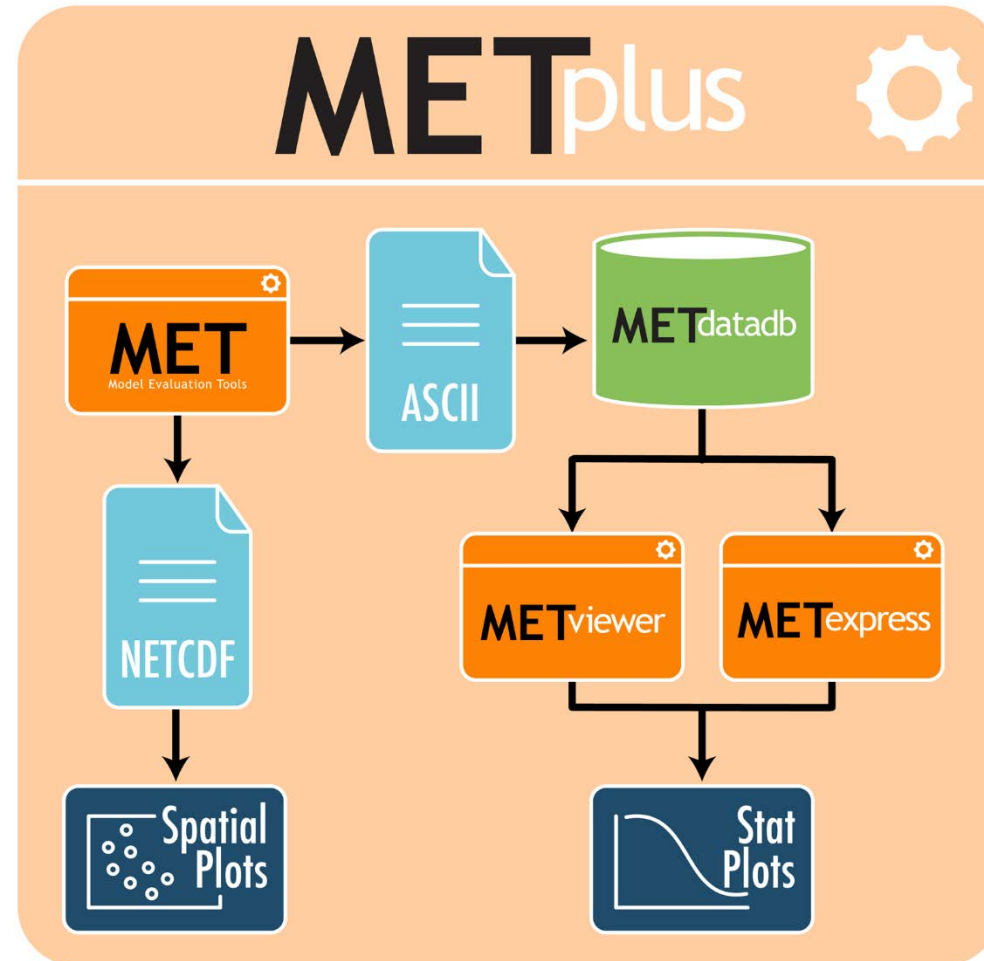 METplus
MET
Model Evaluation Tools
ASCII
METdatadb
NETCDF
METviewer
METexpress
Spatial
Plots
Stat
Plots